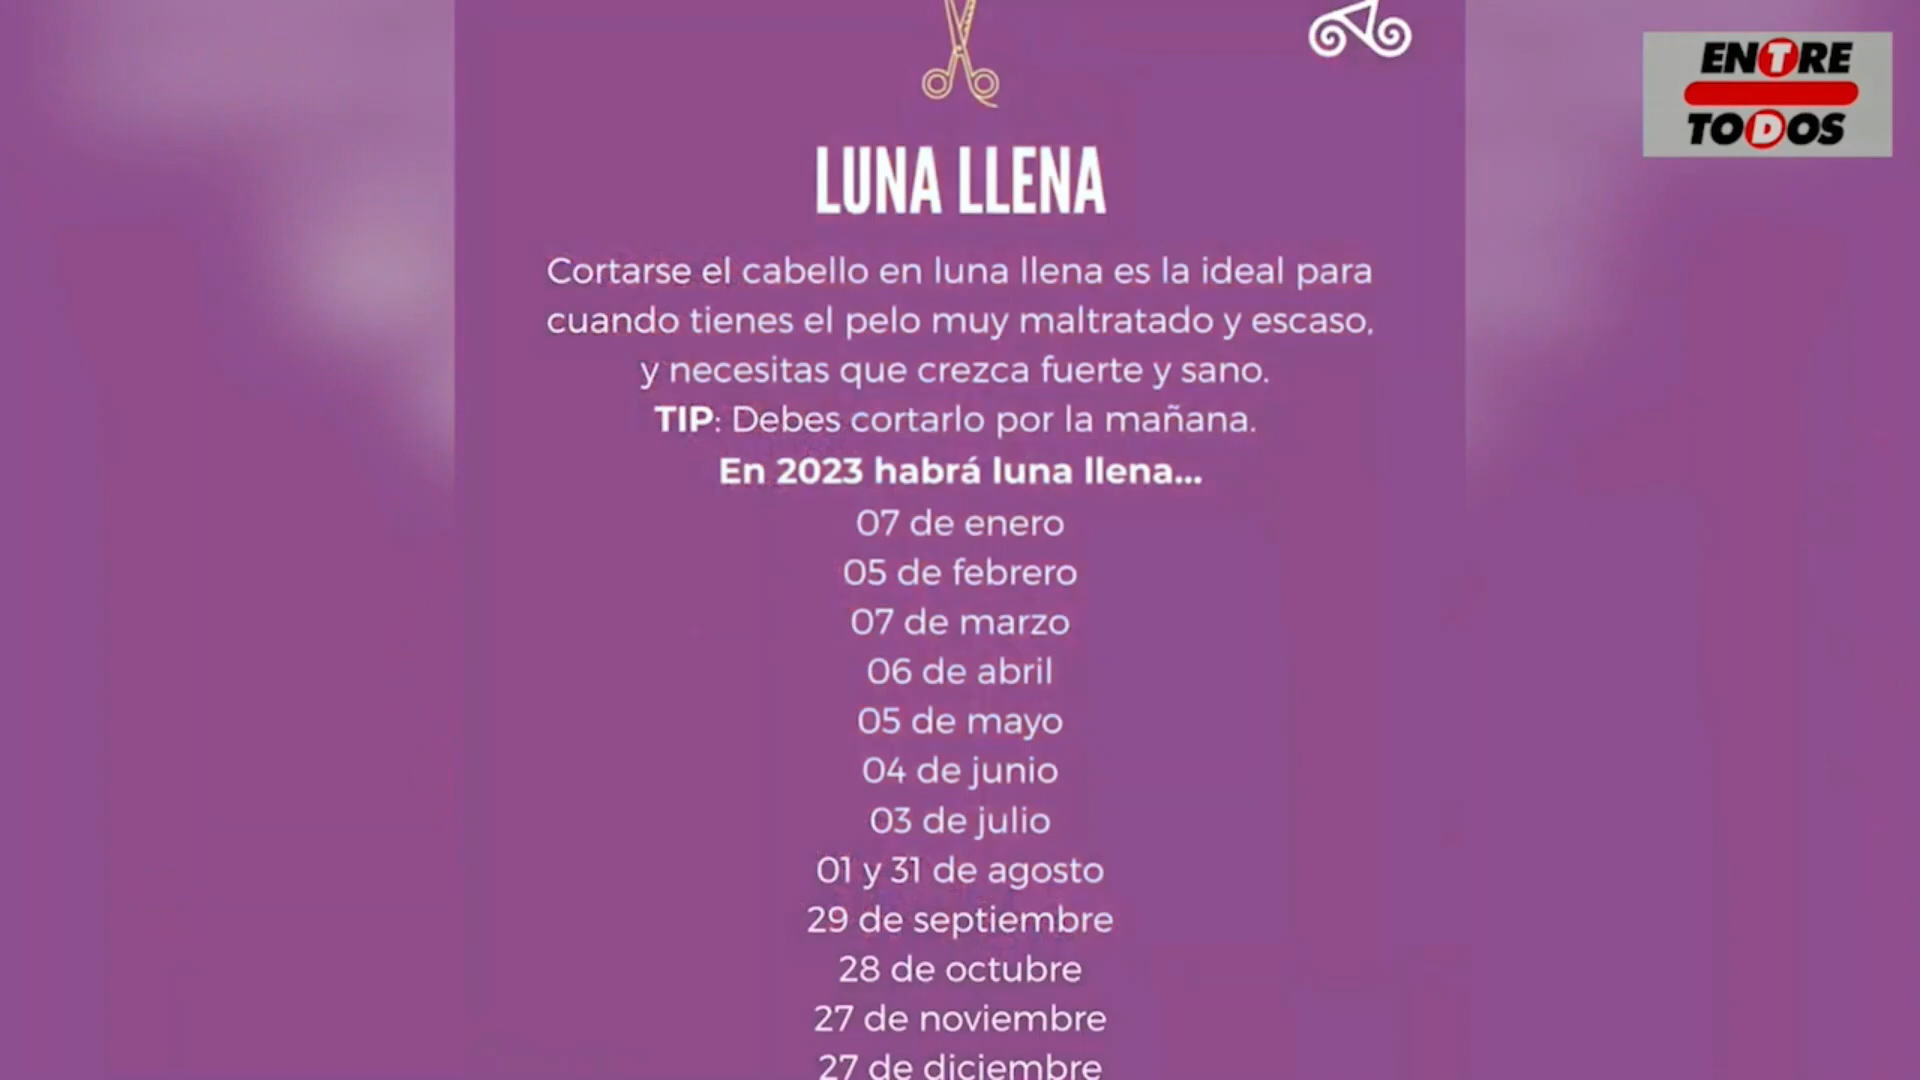 ENTRE
TODOS
LUNA LLENA
Cortarse el cabello en luna llena es la ideal para
cuando tienes el pelo muy maltratado y escaso,
y necesitas que crezca fuerte y sano.
TIP: Debes cortarlo por la mañana.
En 2023 habrá luna llena...
07 de enero
05 de febrero
07 de marzo
06 de abril
05 de mayo
04 de junio
03 de julio
01 y 31 de agosto
29 de septiembre
28 de octubre
27 de noviembre
27 de diciembre